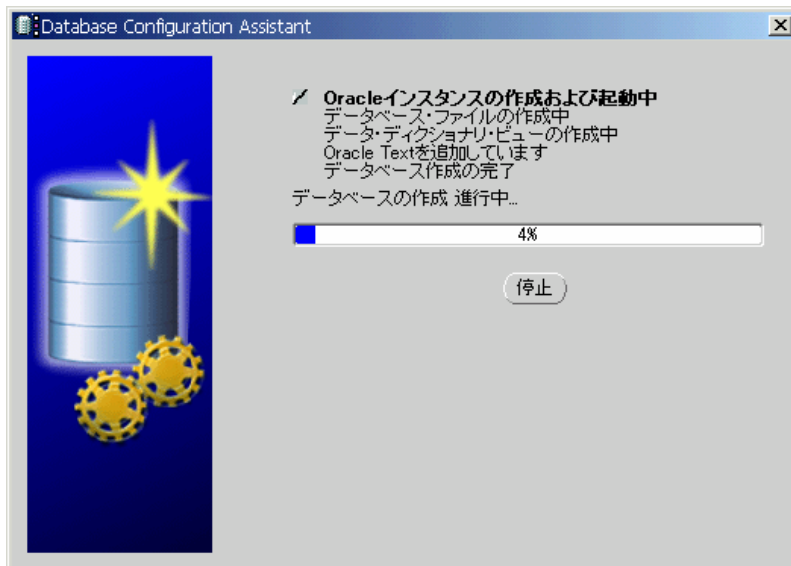 Database Configuration Assistant
Oracleインスタンスの作成および起動中
データベース・ファイルの作成中
データ・ディクショナリ・ビューの作成中
Oracle Textを追加しています
データベース作成の完了
データベースの作成 進行中...
4%
停止